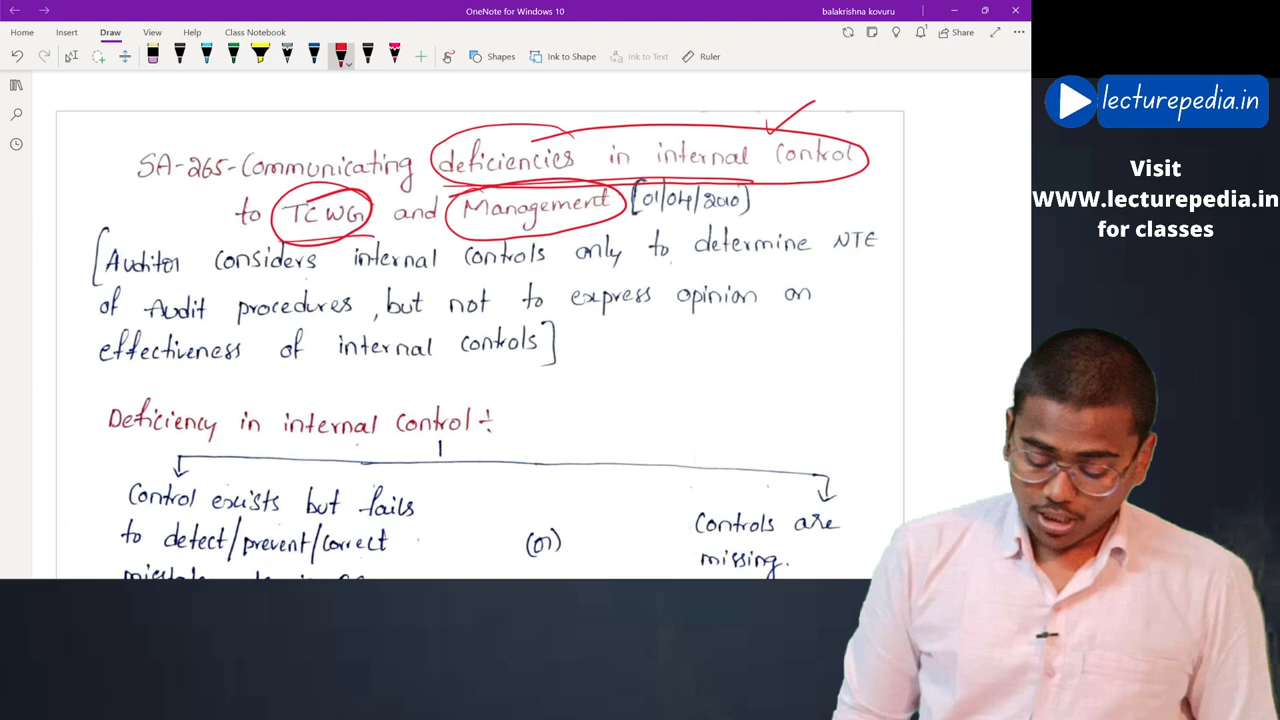 OneNote for Windows 10
balakrishna kovuru
Home Insert Draw View Help Class Notebook
Share
Shapes
Ink to Shape
Ink to Text
Ruler
SA-265-Communicating deficiencies in internal control
to TCWG and Management [01/04/2010]
[Auditor considers internal controls only to determine NTE
of Audit procedures, but not to express opinion on
effectiveness of internal controls]
Deficiency in internal control ÷
Control exists but fails
to detect/prevent/correct
(or)
Controls are
missing.
lecturepedia.in
Visit
WWW.lecturepedia.in
for classes